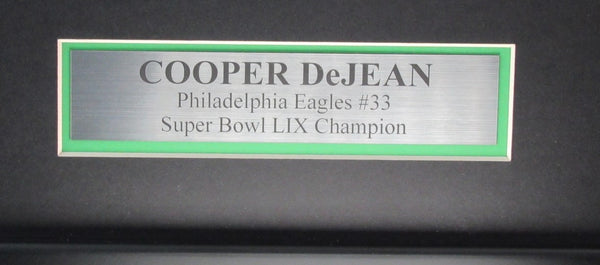 COOPER DeJEAN
Philadelphia Eagles #33
Super Bowl LIX Champion